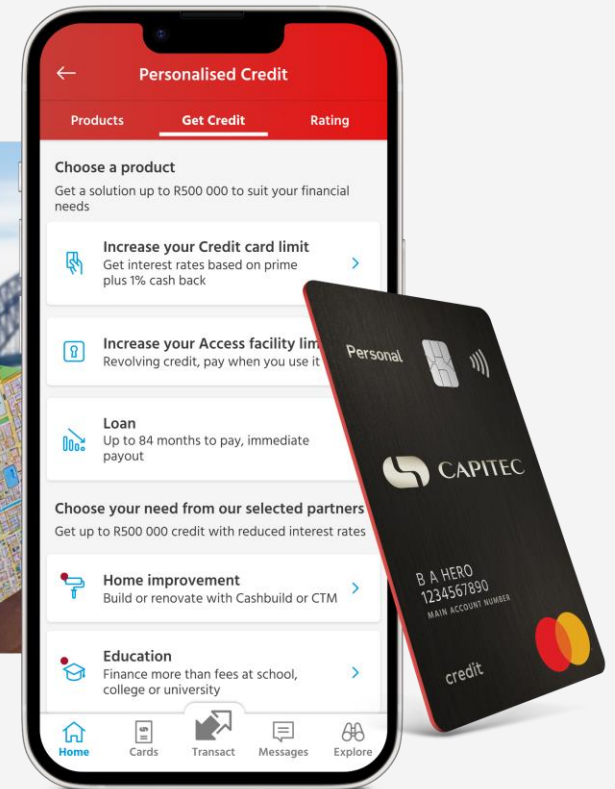 Personalised Credit
Products Get Credit Rating
Choose a product
Get a solution up to R500 000 to suit your financial
needs
Increase your Credit card limit
Get interest rates based on prime
plus 1% cash back
Increase your Access facility lim
Revolving credit, pay when you use it
Loan
Up to 84 months to pay, immediate
payout
Choose your need from our selected partners
Get up to R500 000 credit with reduced interest rates
Home improvement
Build or renovate with Cashbuild or CTM
Education
Finance more than fees at school,
college or university
Home Cards Transact Messages Explore
Personal
CAPITEC
B A HERO
1234567890
MAIN ACCOUNT NUMBER
credit